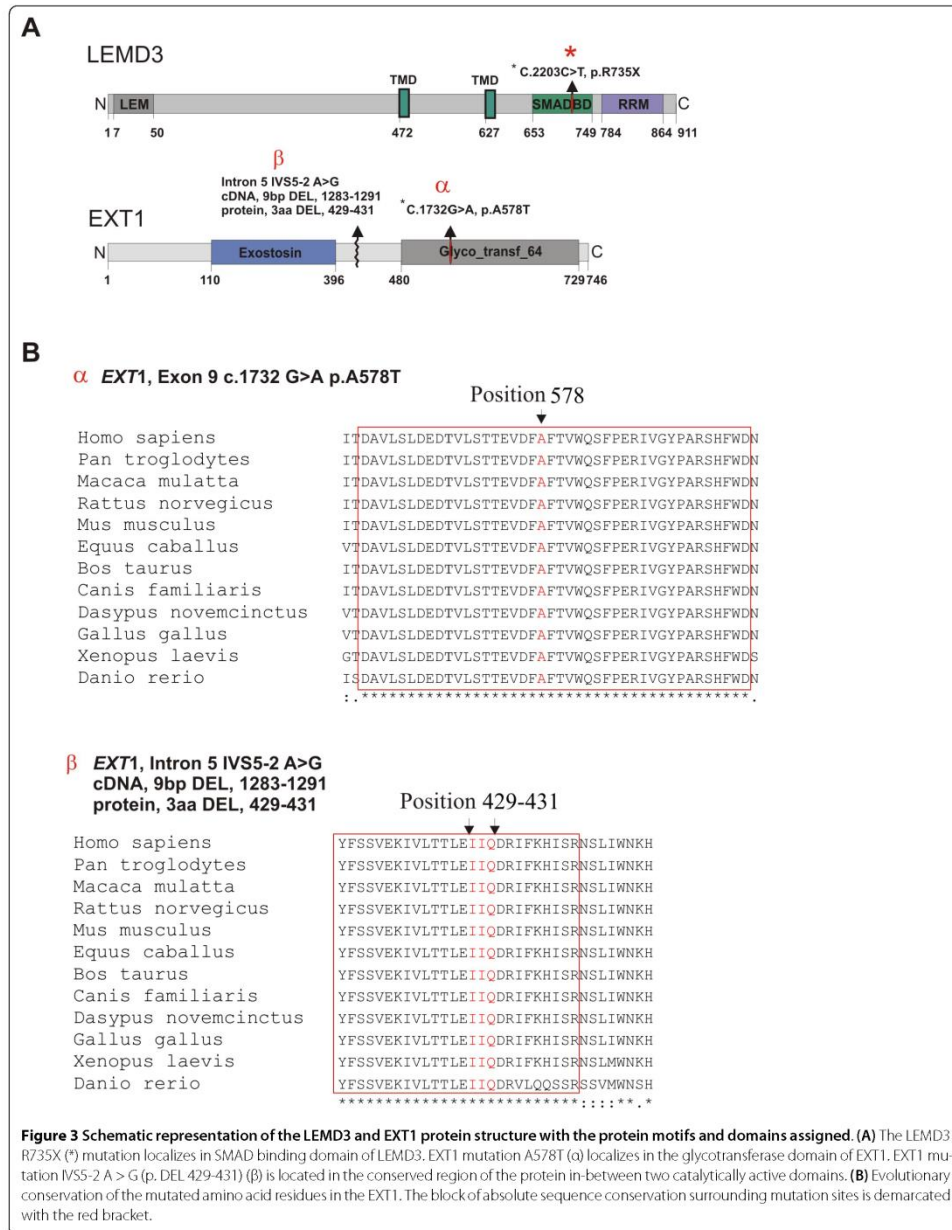 A
LEMD3
*
* C.2203C>T, p.R735X
TMD TMD
N LEM SMADBD RRM C
1 7 50 472 627 653 749 784 864 911
β
Intron 5 IVS5-2 A>G
cDNA, 9bp DEL, 1283-1291
protein, 3aa DEL, 429-431
α
*C.1732G>A, p.A578T
EXT1
N Exostosin Glyco_transf_64 C
1 110 396 480 729 746
B
α EXT1, Exon 9 c.1732 G>A p.A578T
Position 578
Homo sapiens ITDAVLSLDEDTVLSTTEVDFAFTVWQSFPERIVGYPARSHFWDN
Pan troglodytes ITDAVLSLDEDTVLSTTEVDFAFTVWQSFPERIVGYPARSHFWDN
Macaca mulatta ITDAVLSLDEDTVLSTTEVDFAFTVWQSFPERIVGYPARSHFWDN
Rattus norvegicus ITDAVLSLDEDTVLSTTEVDFAFTVWQSFPERIVGYPARSHFWDN
Mus musculus ITDAVLSLDEDTVLSTTEVDFAFTVWQSFPERIVGYPARSHFWDN
Equus caballus VTDAVLSLDEDTVLSTTEVDFAFTVWQSFPERIVGYPARSHFWDN
Bos taurus ITDAVLSLDEDTVLSTTEVDFAFTVWQSFPERIVGYPARSHFWDN
Canis familiaris ITDAVLSLDEDTVLSTTEVDFAFTVWQSFPERIVGYPARSHFWDN
Dasypus novemcinctus VTDAVLSLDEDTVLSTTEVDFAFTVWQSFPERIVGYPARSHFWDN
Gallus gallus VTDAVLSLDEDTVLSTTEVDFAFTVWQSFPERIVGYPARSHFWDN
Xenopus laevis GTDAVLSLDEDTVLSTTEVDFAFTVWQSFPERIVGYPARSHFWDS
Danio rerio ISDAVLSLDEDTVLSTTEVDFAFTVWQSFPERIVGYPARSHFWDN
:.******************************************.
β EXT1, Intron 5 IVS5-2 A>G
cDNA, 9bp DEL, 1283-1291
protein, 3aa DEL, 429-431
Position 429-431
Homo sapiens YFSSVEKIVLTTLEIIQDRIFKHISRNSLIWNKH
Pan troglodytes YFSSVEKIVLTTLEIIQDRIFKHISRNSLIWNKH
Macaca mulatta YFSSVEKIVLTTLEIIQDRIFKHISRNSLIWNKH
Rattus norvegicus YFSSVEKIVLTTLEIIQDRIFKHISRNSLIWNKH
Mus musculus YFSSVEKIVLTTLEIIQDRIFKHISRNSLIWNKH
Equus caballus YFSSVEKIVLTTLEIIQDRIFKHISRNSLIWNKH
Bos taurus YFSSVEKIVLTTLEIIQDRIFKHISRNSLIWNKH
Canis familiaris YFSSVEKIVLTTLEIIQDRIFKHISRNSLIWNKH
Dasypus novemcinctus YFSSVEKIVLTTLEIIQDRIFKHISRNSLIWNKH
Gallus gallus YFSSVEKIVLTTLEIIQDRIFKHISRNSLIWNKH
Xenopus laevis YFSSVEKIVLTTLEIIQDRIFKHISRNSLMWNKH
Danio rerio YFSSVEKIVLTTLEIIQDRVLQQSSRSSVMWNSH
**************************::::**.*
Figure 3 Schematic representation of the LEMD3 and EXT1 protein structure with the protein motifs and domains assigned. (A) The LEMD3
R735X (*) mutation localizes in SMAD binding domain of LEMD3. EXT1 mutation A578T (α) localizes in the glycotransferase domain of EXT1. EXT1 mu-
tation IVS5-2 A > G (p. DEL 429-431) (β) is located in the conserved region of the protein in-between two catalytically active domains. (B) Evolutionary
conservation of the mutated amino acid residues in the EXT1. The block of absolute sequence conservation surrounding mutation sites is demarcated
with the red bracket.